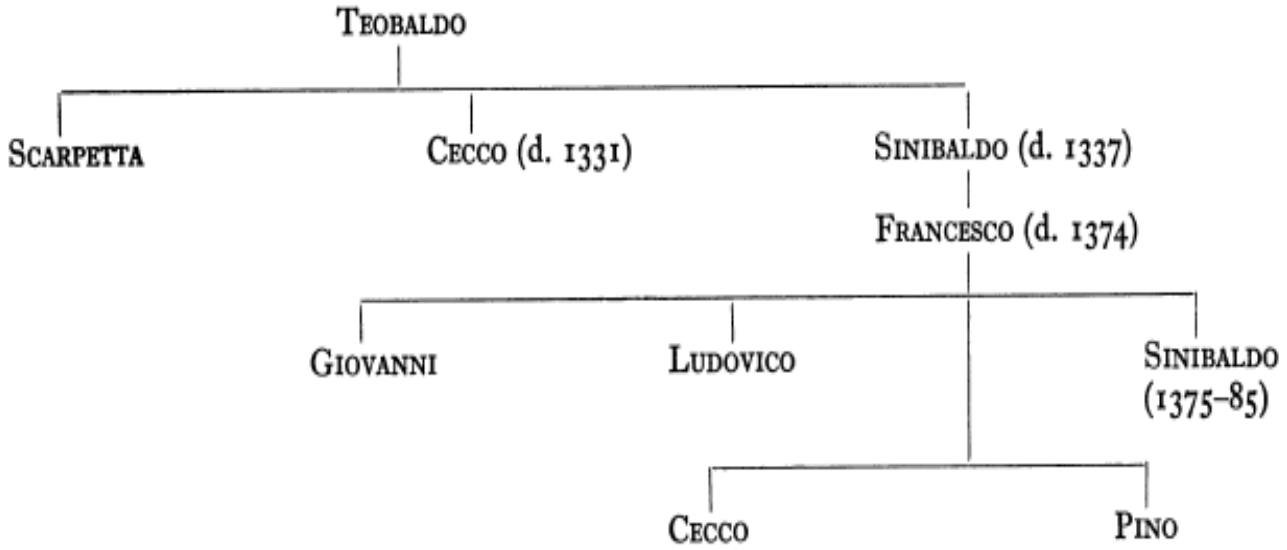 TEOBALDO
SCARPETTA
CECCO (d. 1331)
SINIBALDO (d. 1337)
FRANCESCO (d. 1374)
GIOVANNI
LUDOVICO
SINIBALDO
(1375–85)
CECCO
PINO